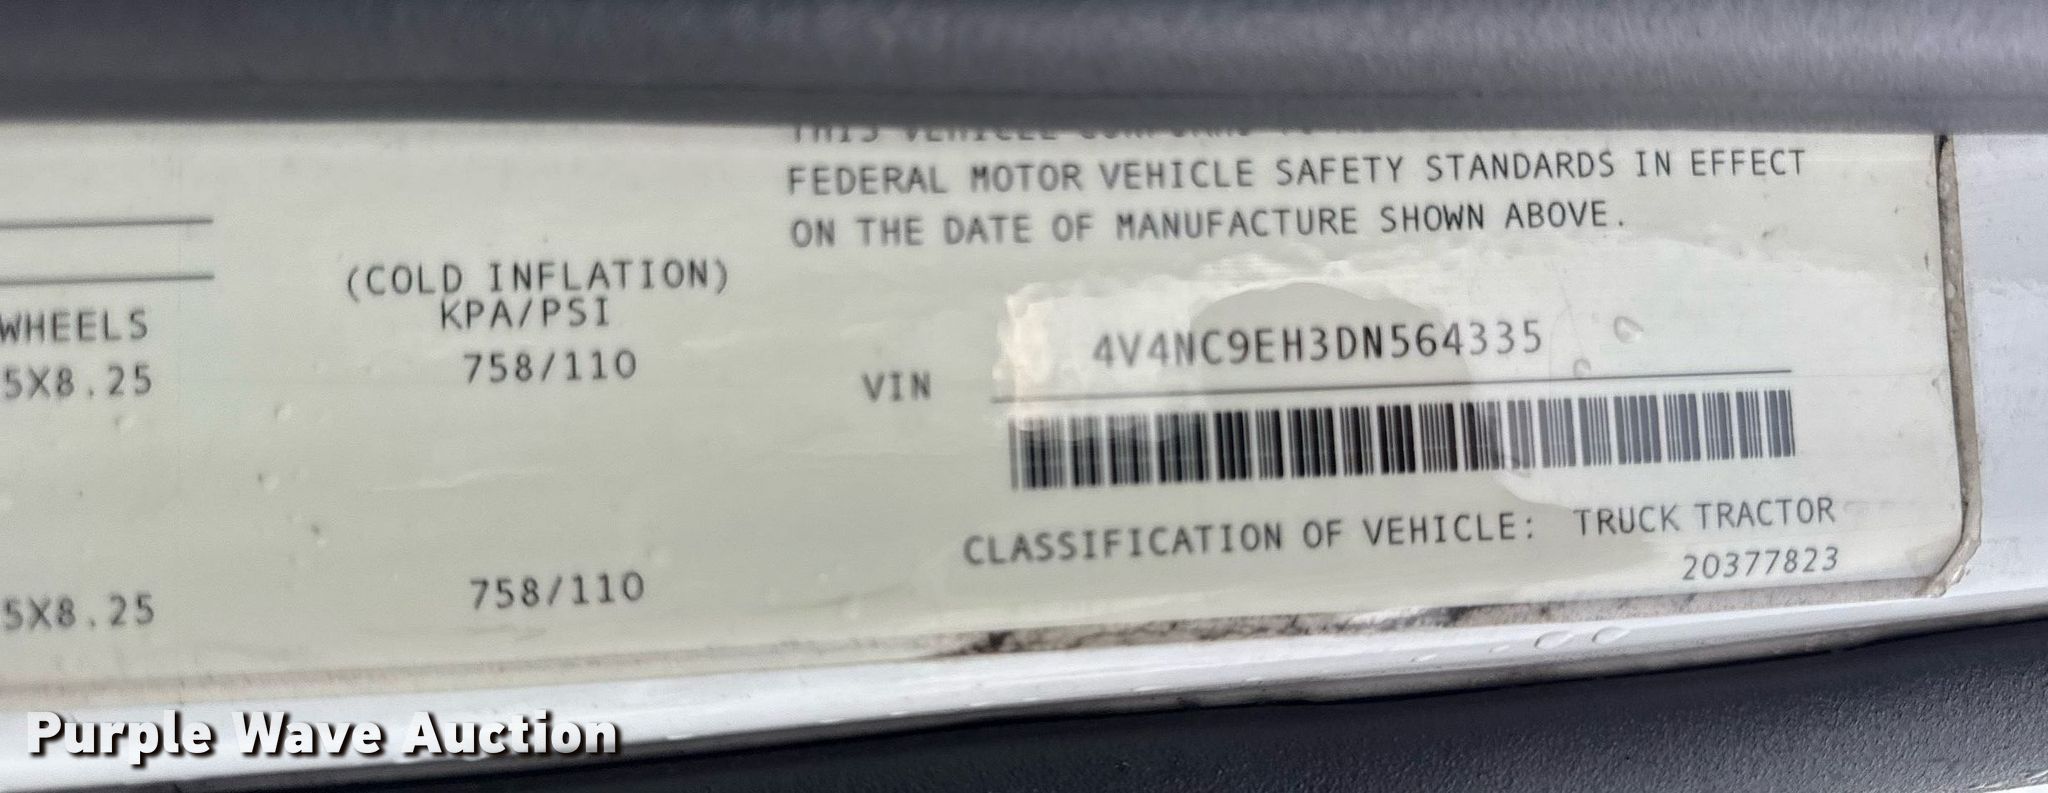 FEDERAL MOTOR VEHICLE SAFETY STANDARDS IN EFFECT
ON THE DATE OF MANUFACTURE SHOWN ABOVE.
(COLD INFLATION)
KPA/PSI
WHEELS
758/110
5X8.25
VIN 4V4NC9EH3DN564335
CLASSIFICATION OF VEHICLE: TRUCK TRACTOR
20377823
758/110
5X8.25
Purple Wave Auction